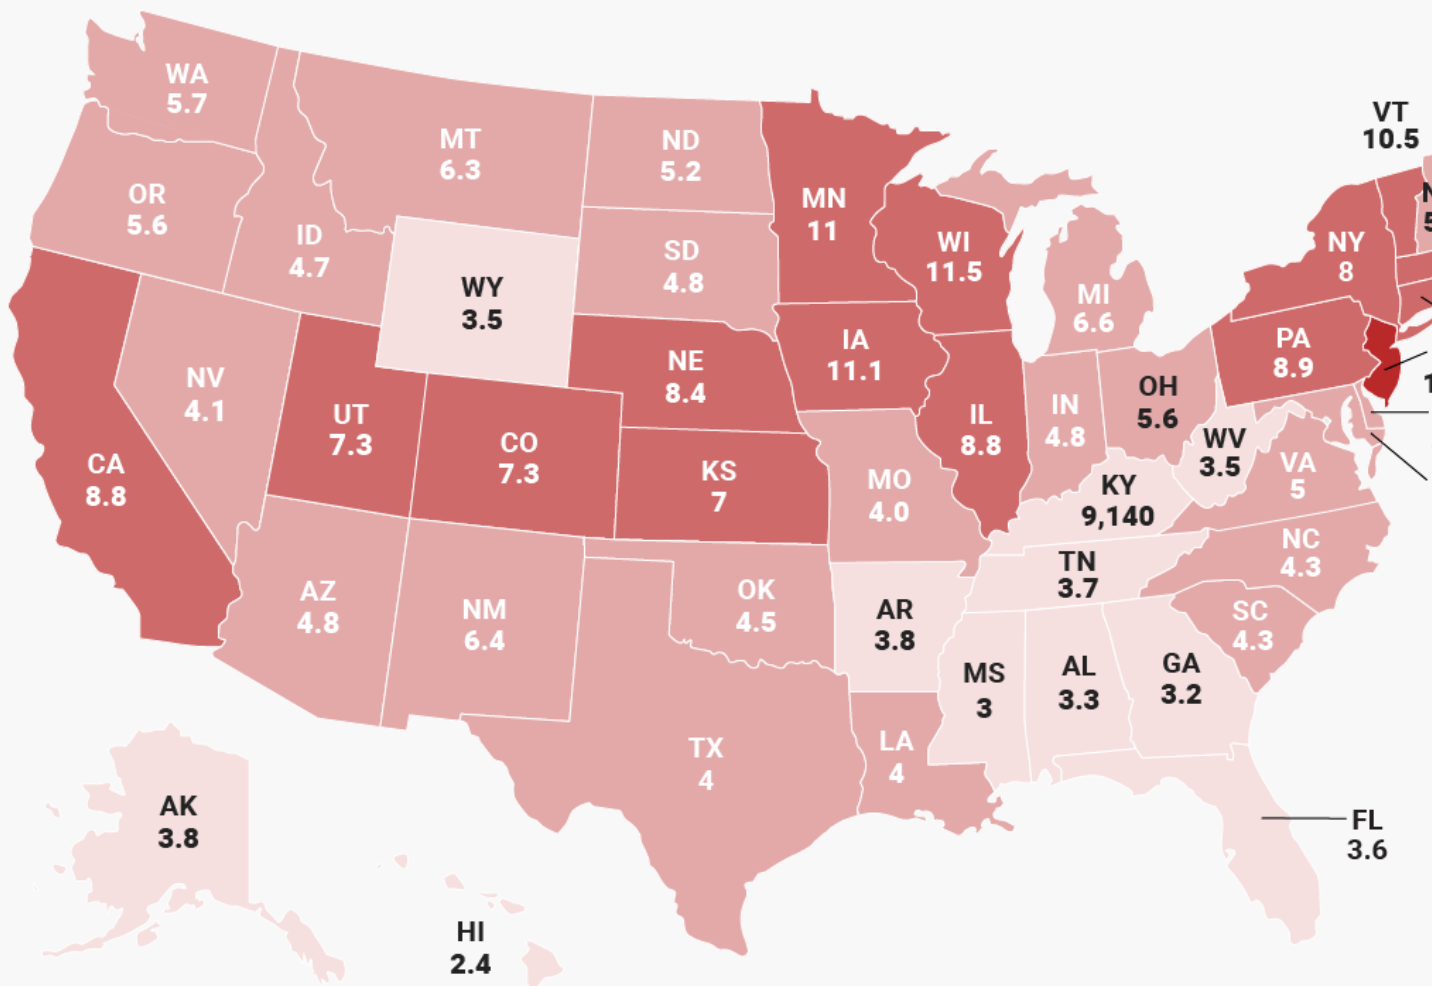 WA
5.7
MT
6.3
ND
5.2
VT
10.5
OR
5.6
ID
4.7
MN
11
WI
11.5
NY
8
SD
4.8
WY
3.5
MI
6.6
NV
4.1
NE
8.4
IA
11.1
PA
8.9
UT
7.3
CO
7.3
IL
8.8
IN
4.8
OH
5.6
CA
8.8
KS
7
MO
4.0
WV
3.5
VA
5
KY
9,140
NC
4.3
TN
3.7
AZ
4.8
NM
6.4
OK
4.5
AR
3.8
SC
4.3
MS
3
AL
3.3
GA
3.2
TX
4
LA
4
AK
3.8
FL
3.6
HI
2.4